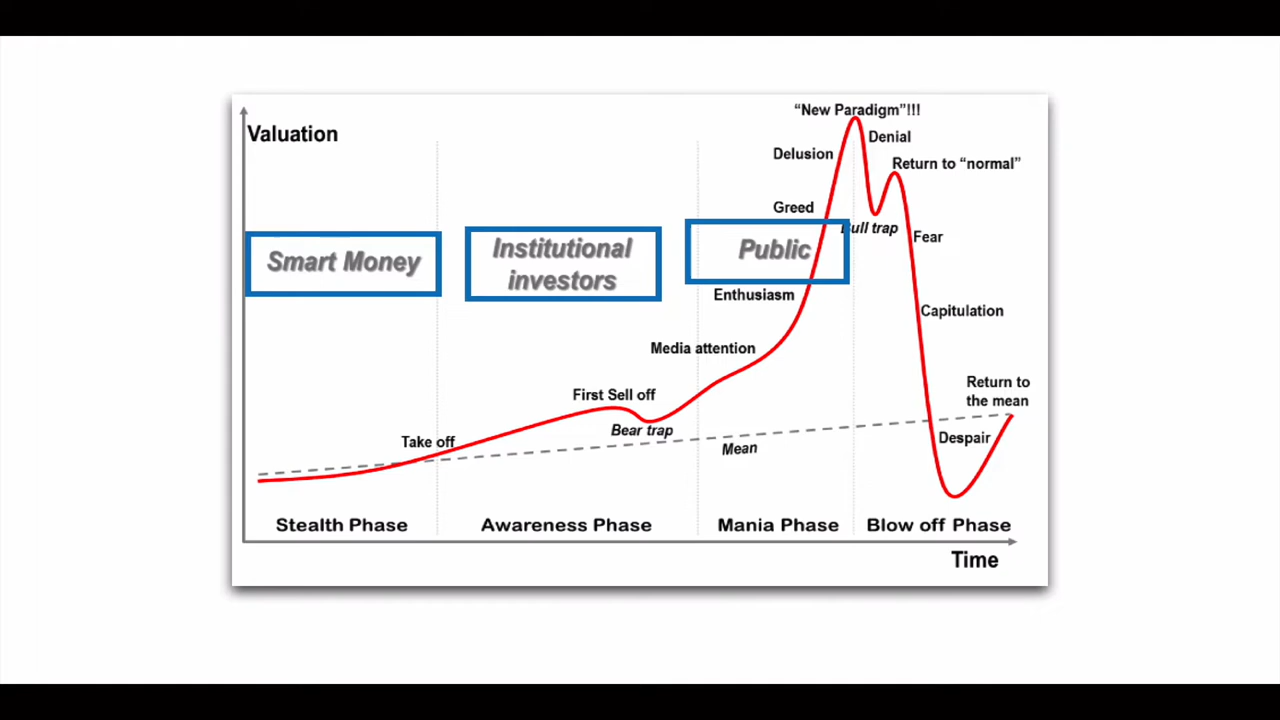 “New Paradigm”!!!
Valuation
Denial
Delusion
Return to “normal”
Greed
Bull trap
Fear
Smart Money
Institutional
investors
Public
Enthusiasm
Capitulation
Media attention
Return to
the mean
First Sell off
Bear trap
Take off
Mean
Despair
Stealth Phase
Awareness Phase
Mania Phase
Blow off Phase
Time